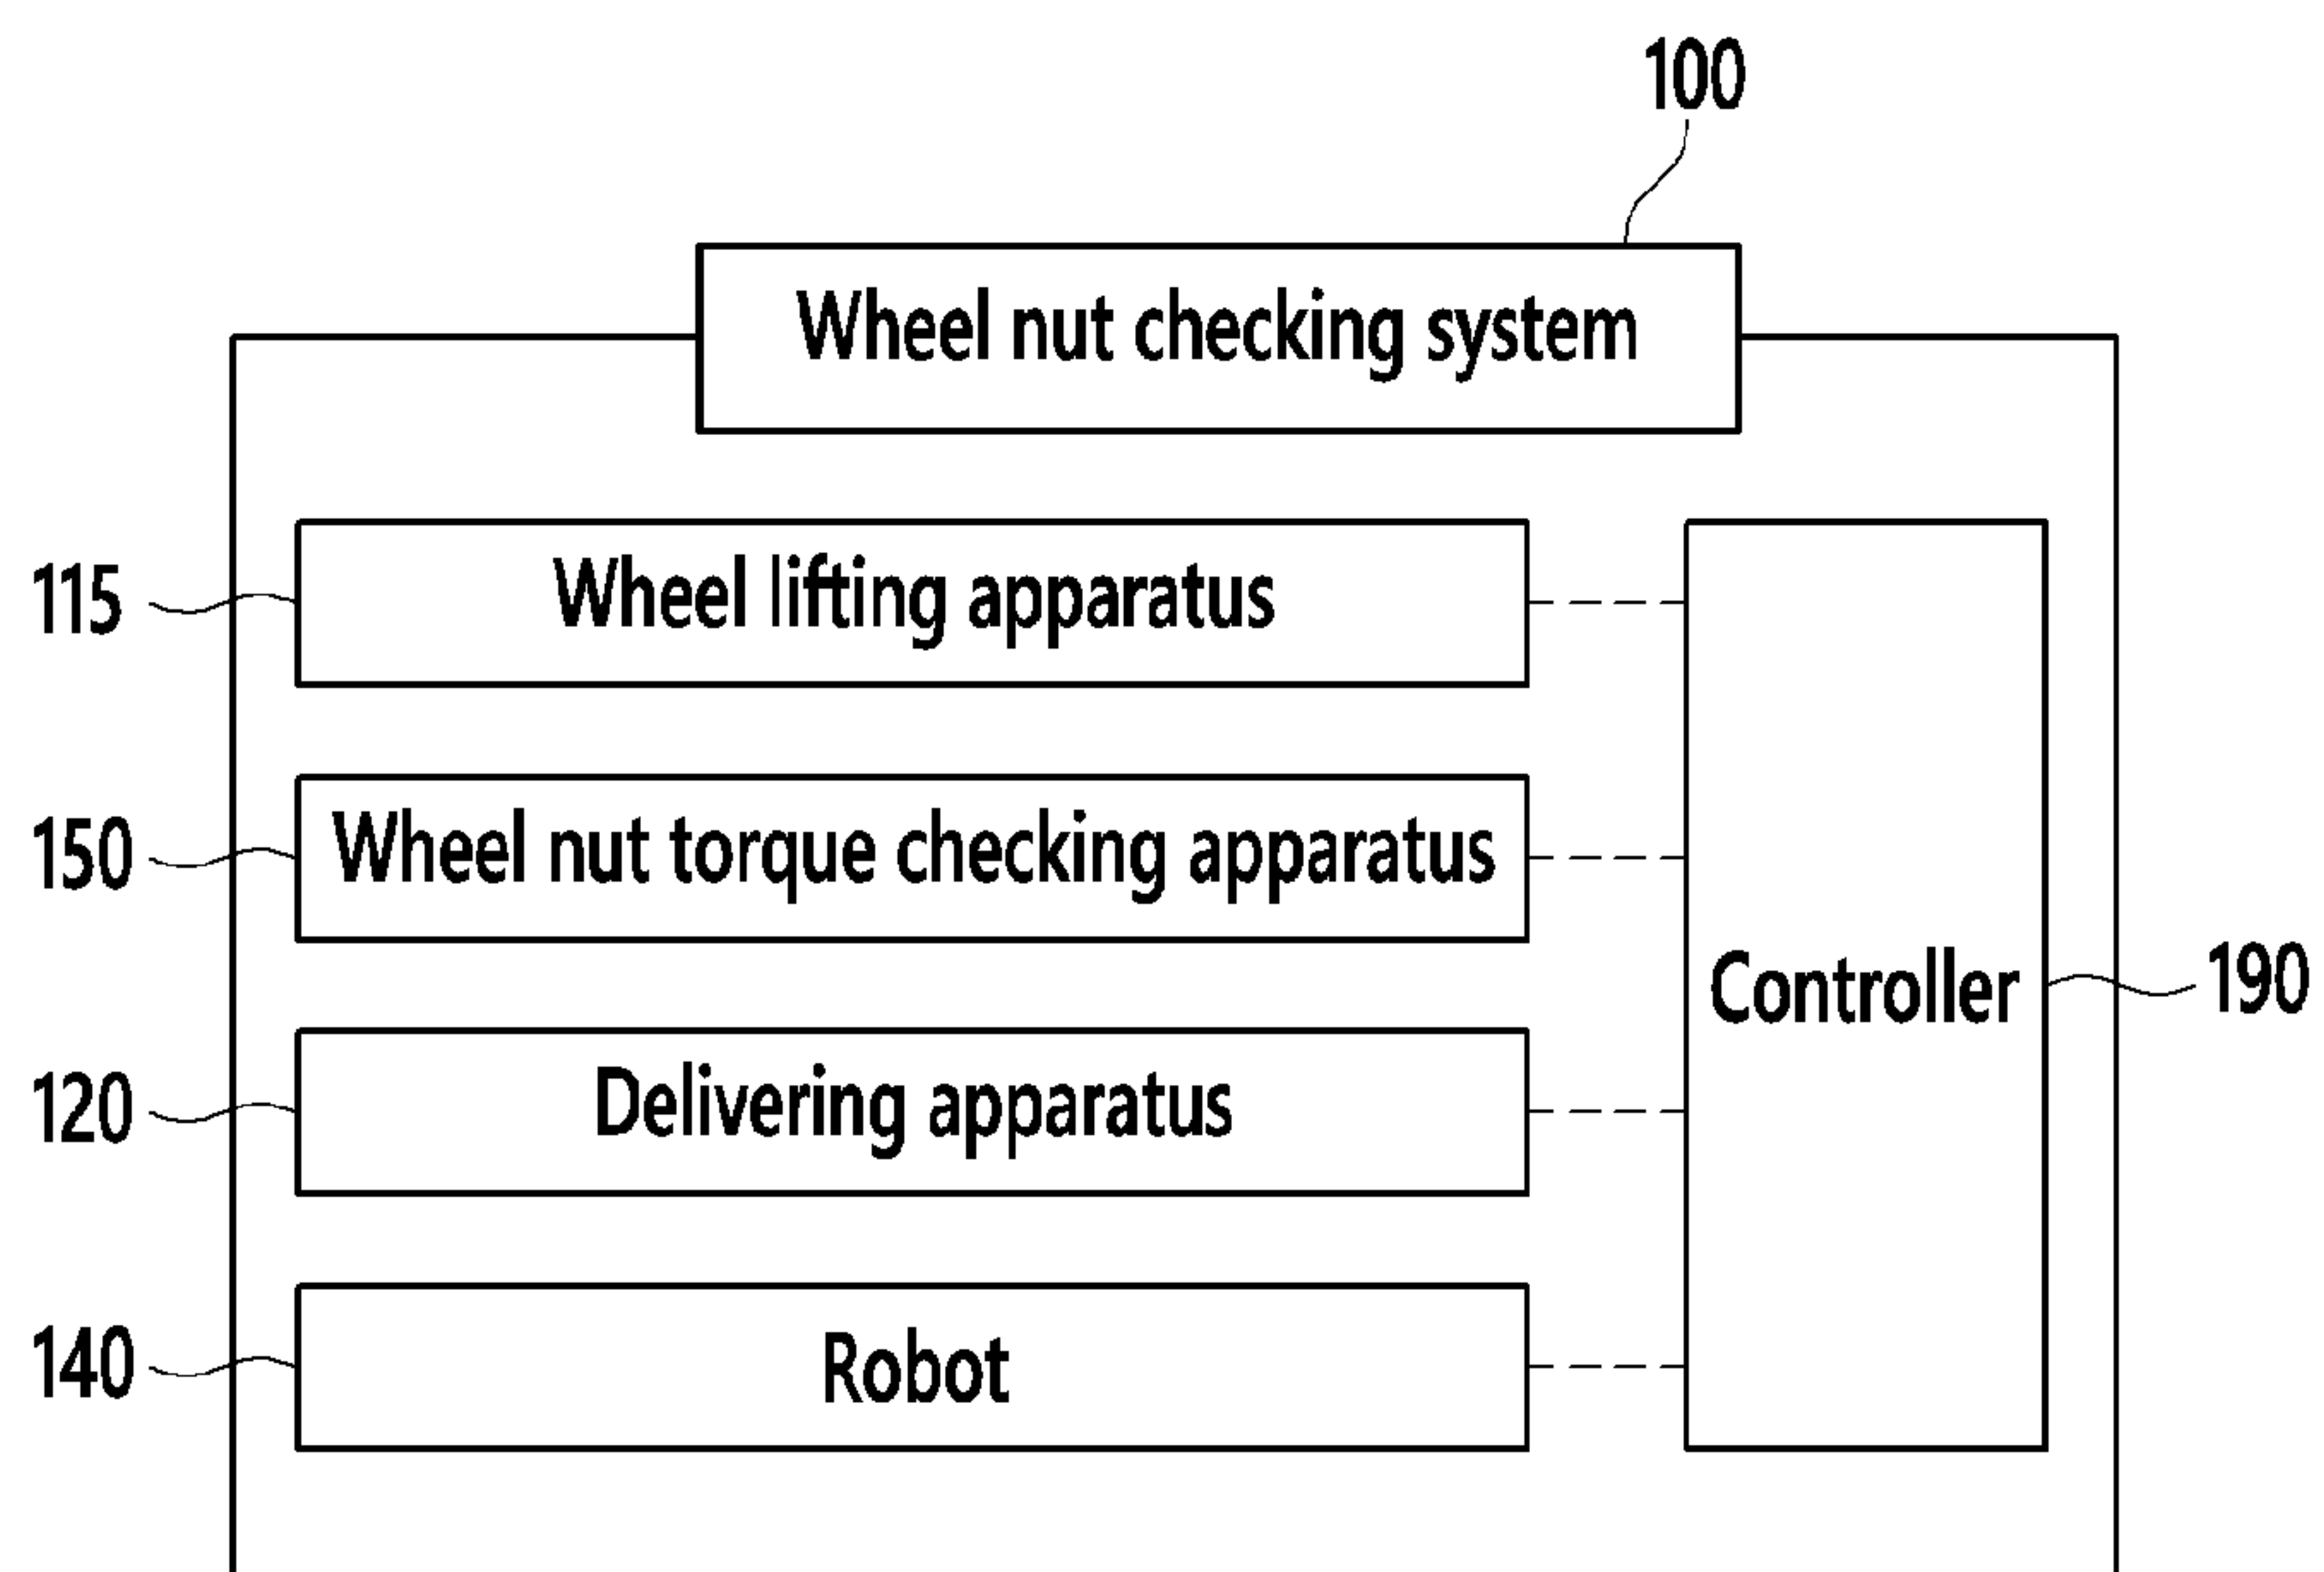 100
Wheel nut checking system
115
Wheel lifting apparatus
150
Wheel nut torque checking apparatus
Controller
190
120
Delivering apparatus
140
Robot